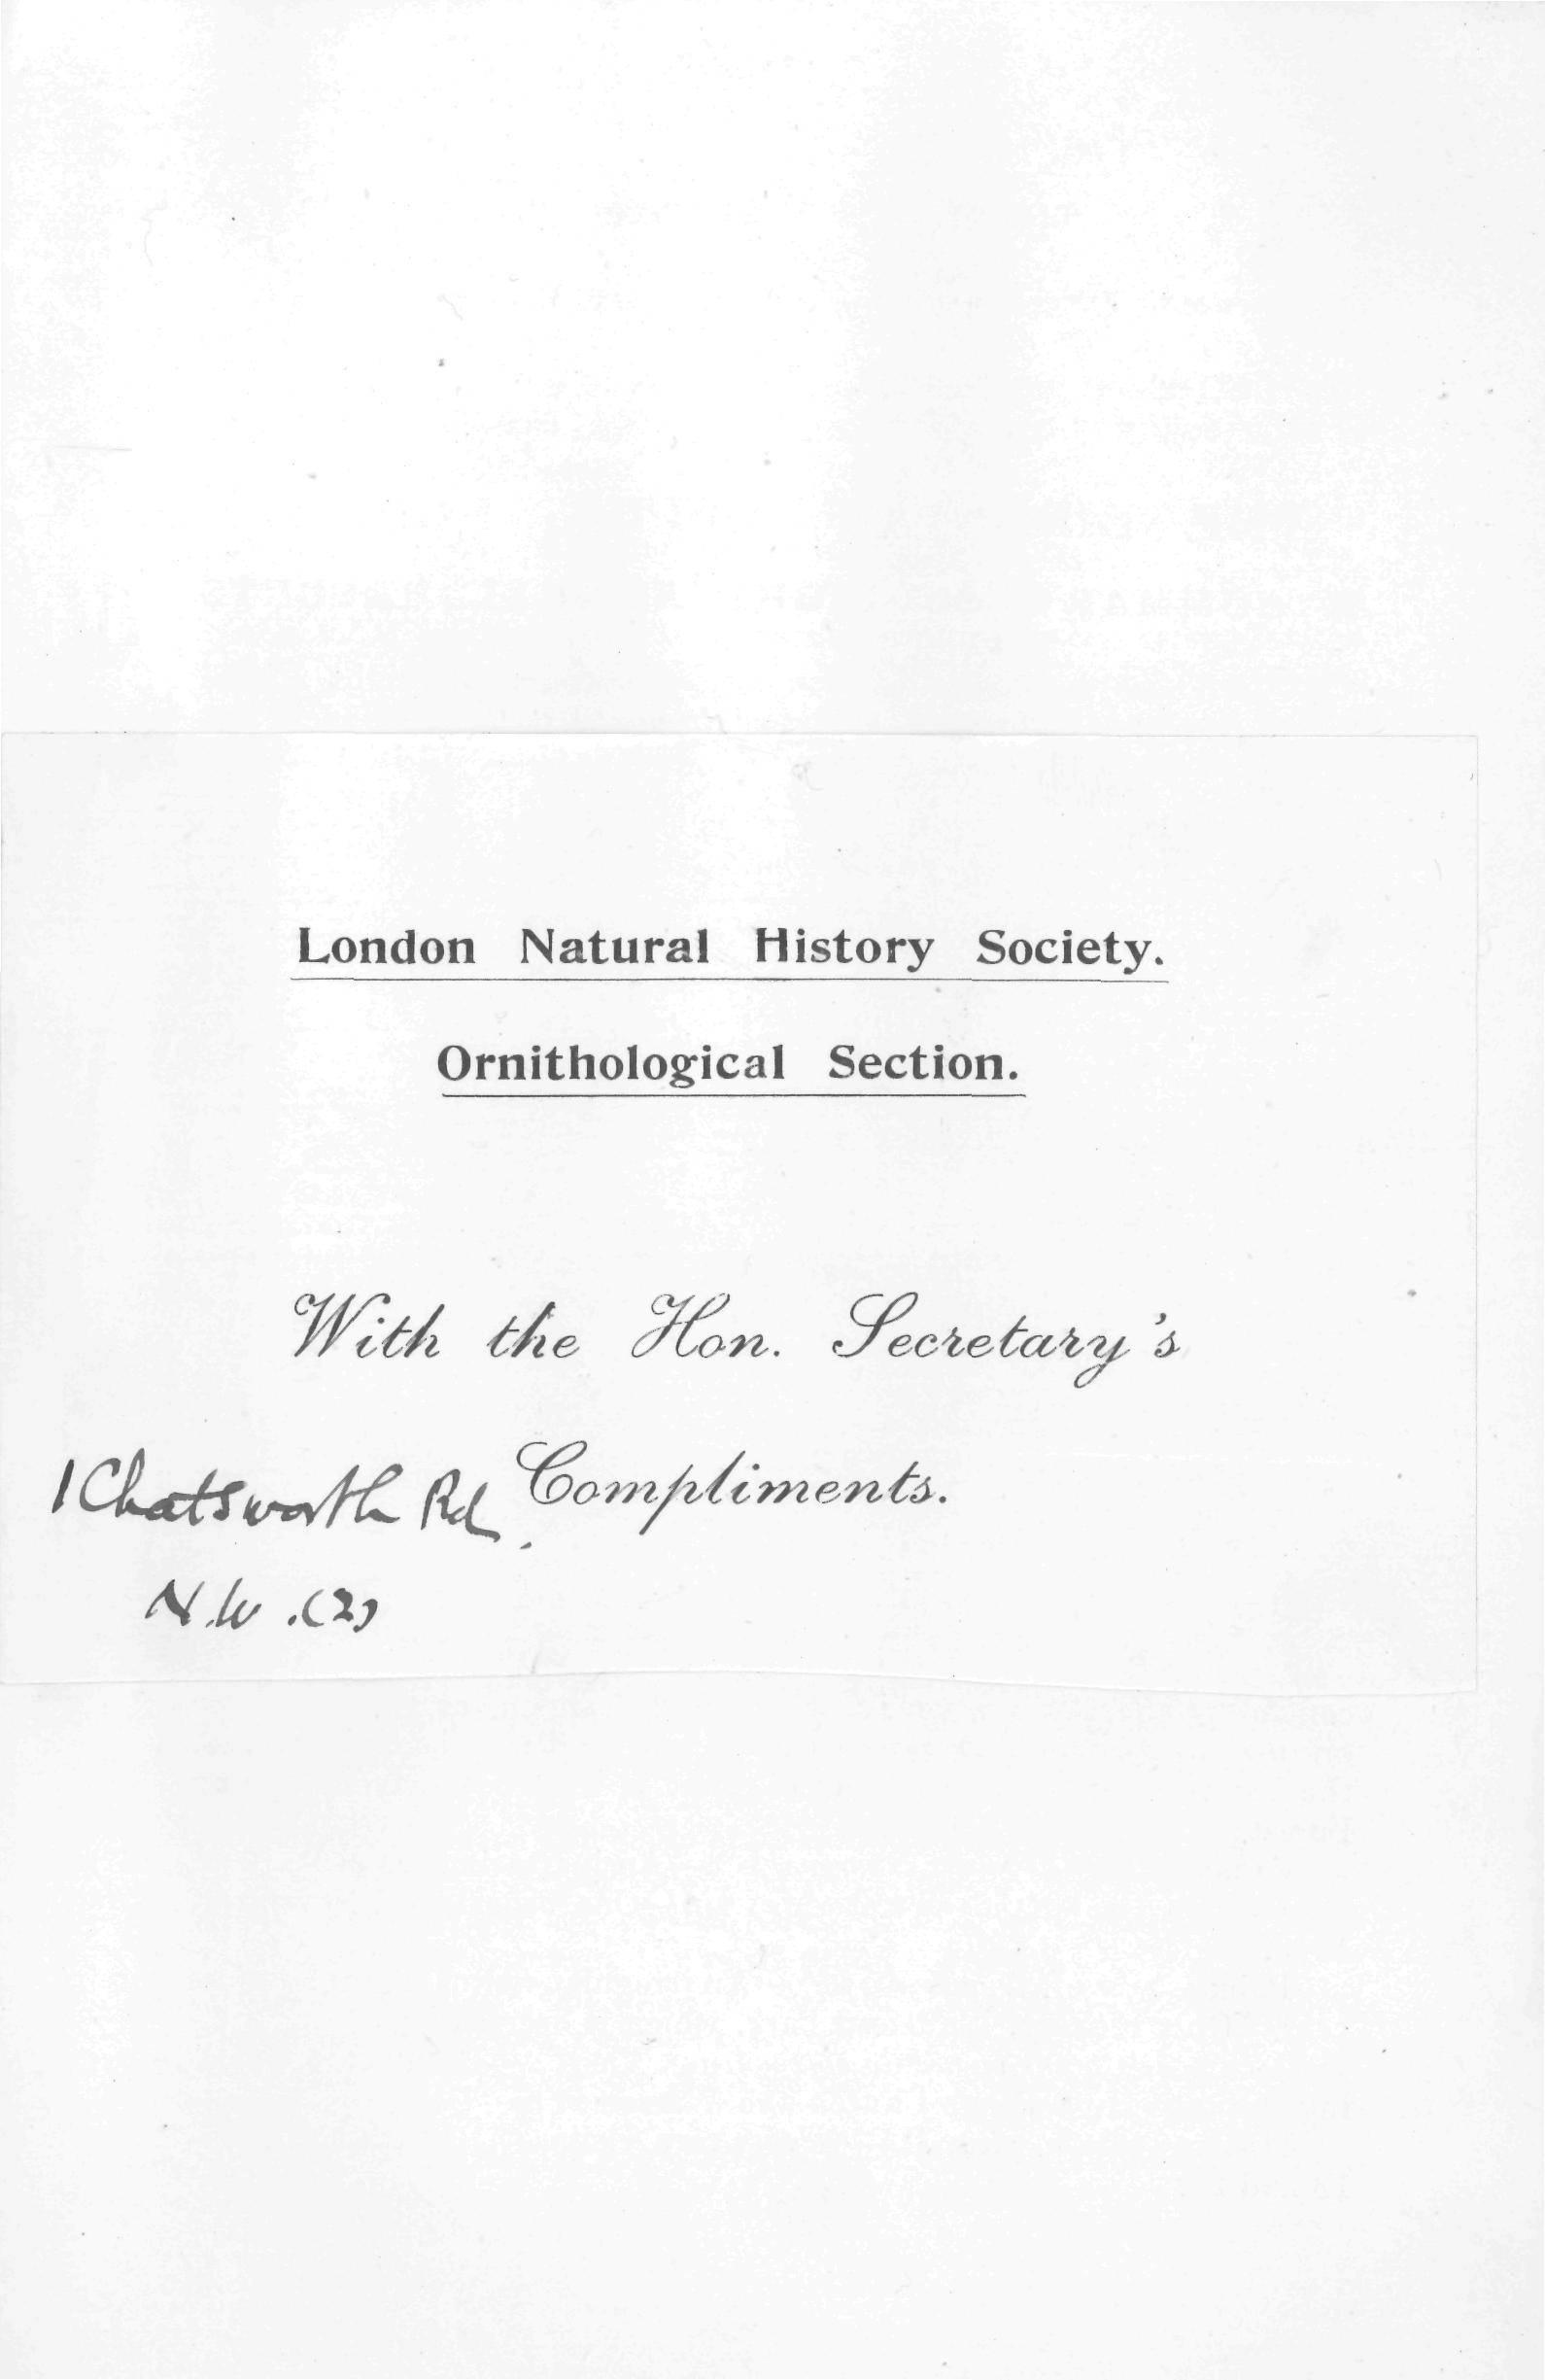 London Natural History Society.
Ornithological Section.
With the Hon. Secretary's
Compliments.
1 Chatsworth Rd.
N.W.(2)